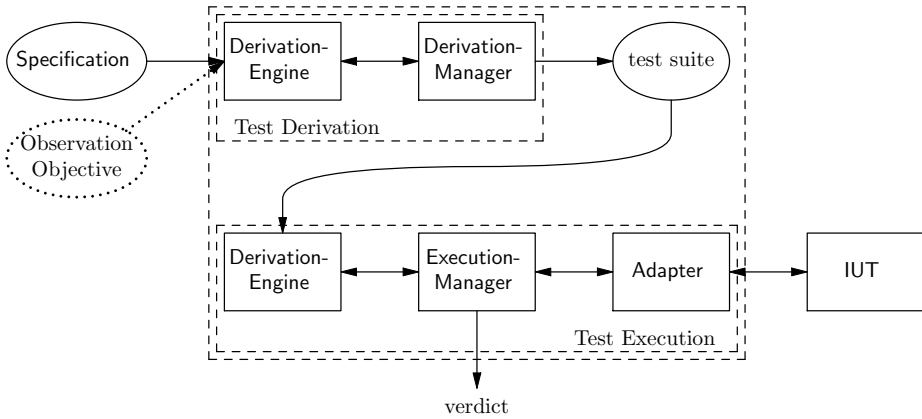 Specification
Derivation-
Engine
Derivation-
Manager
test suite
Test Derivation
Observation
Objective
Derivation-
Engine
Execution-
Manager
Adapter
IUT
Test Execution
verdict